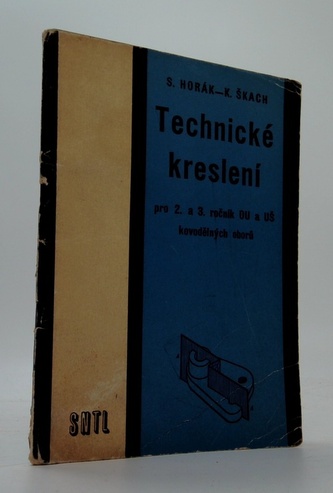 S. HORÁK—K. ŠKACH
Technické
kreslení
pro 2. a 3. ročník OU a UŠ
kovodělných oborů
SNTL